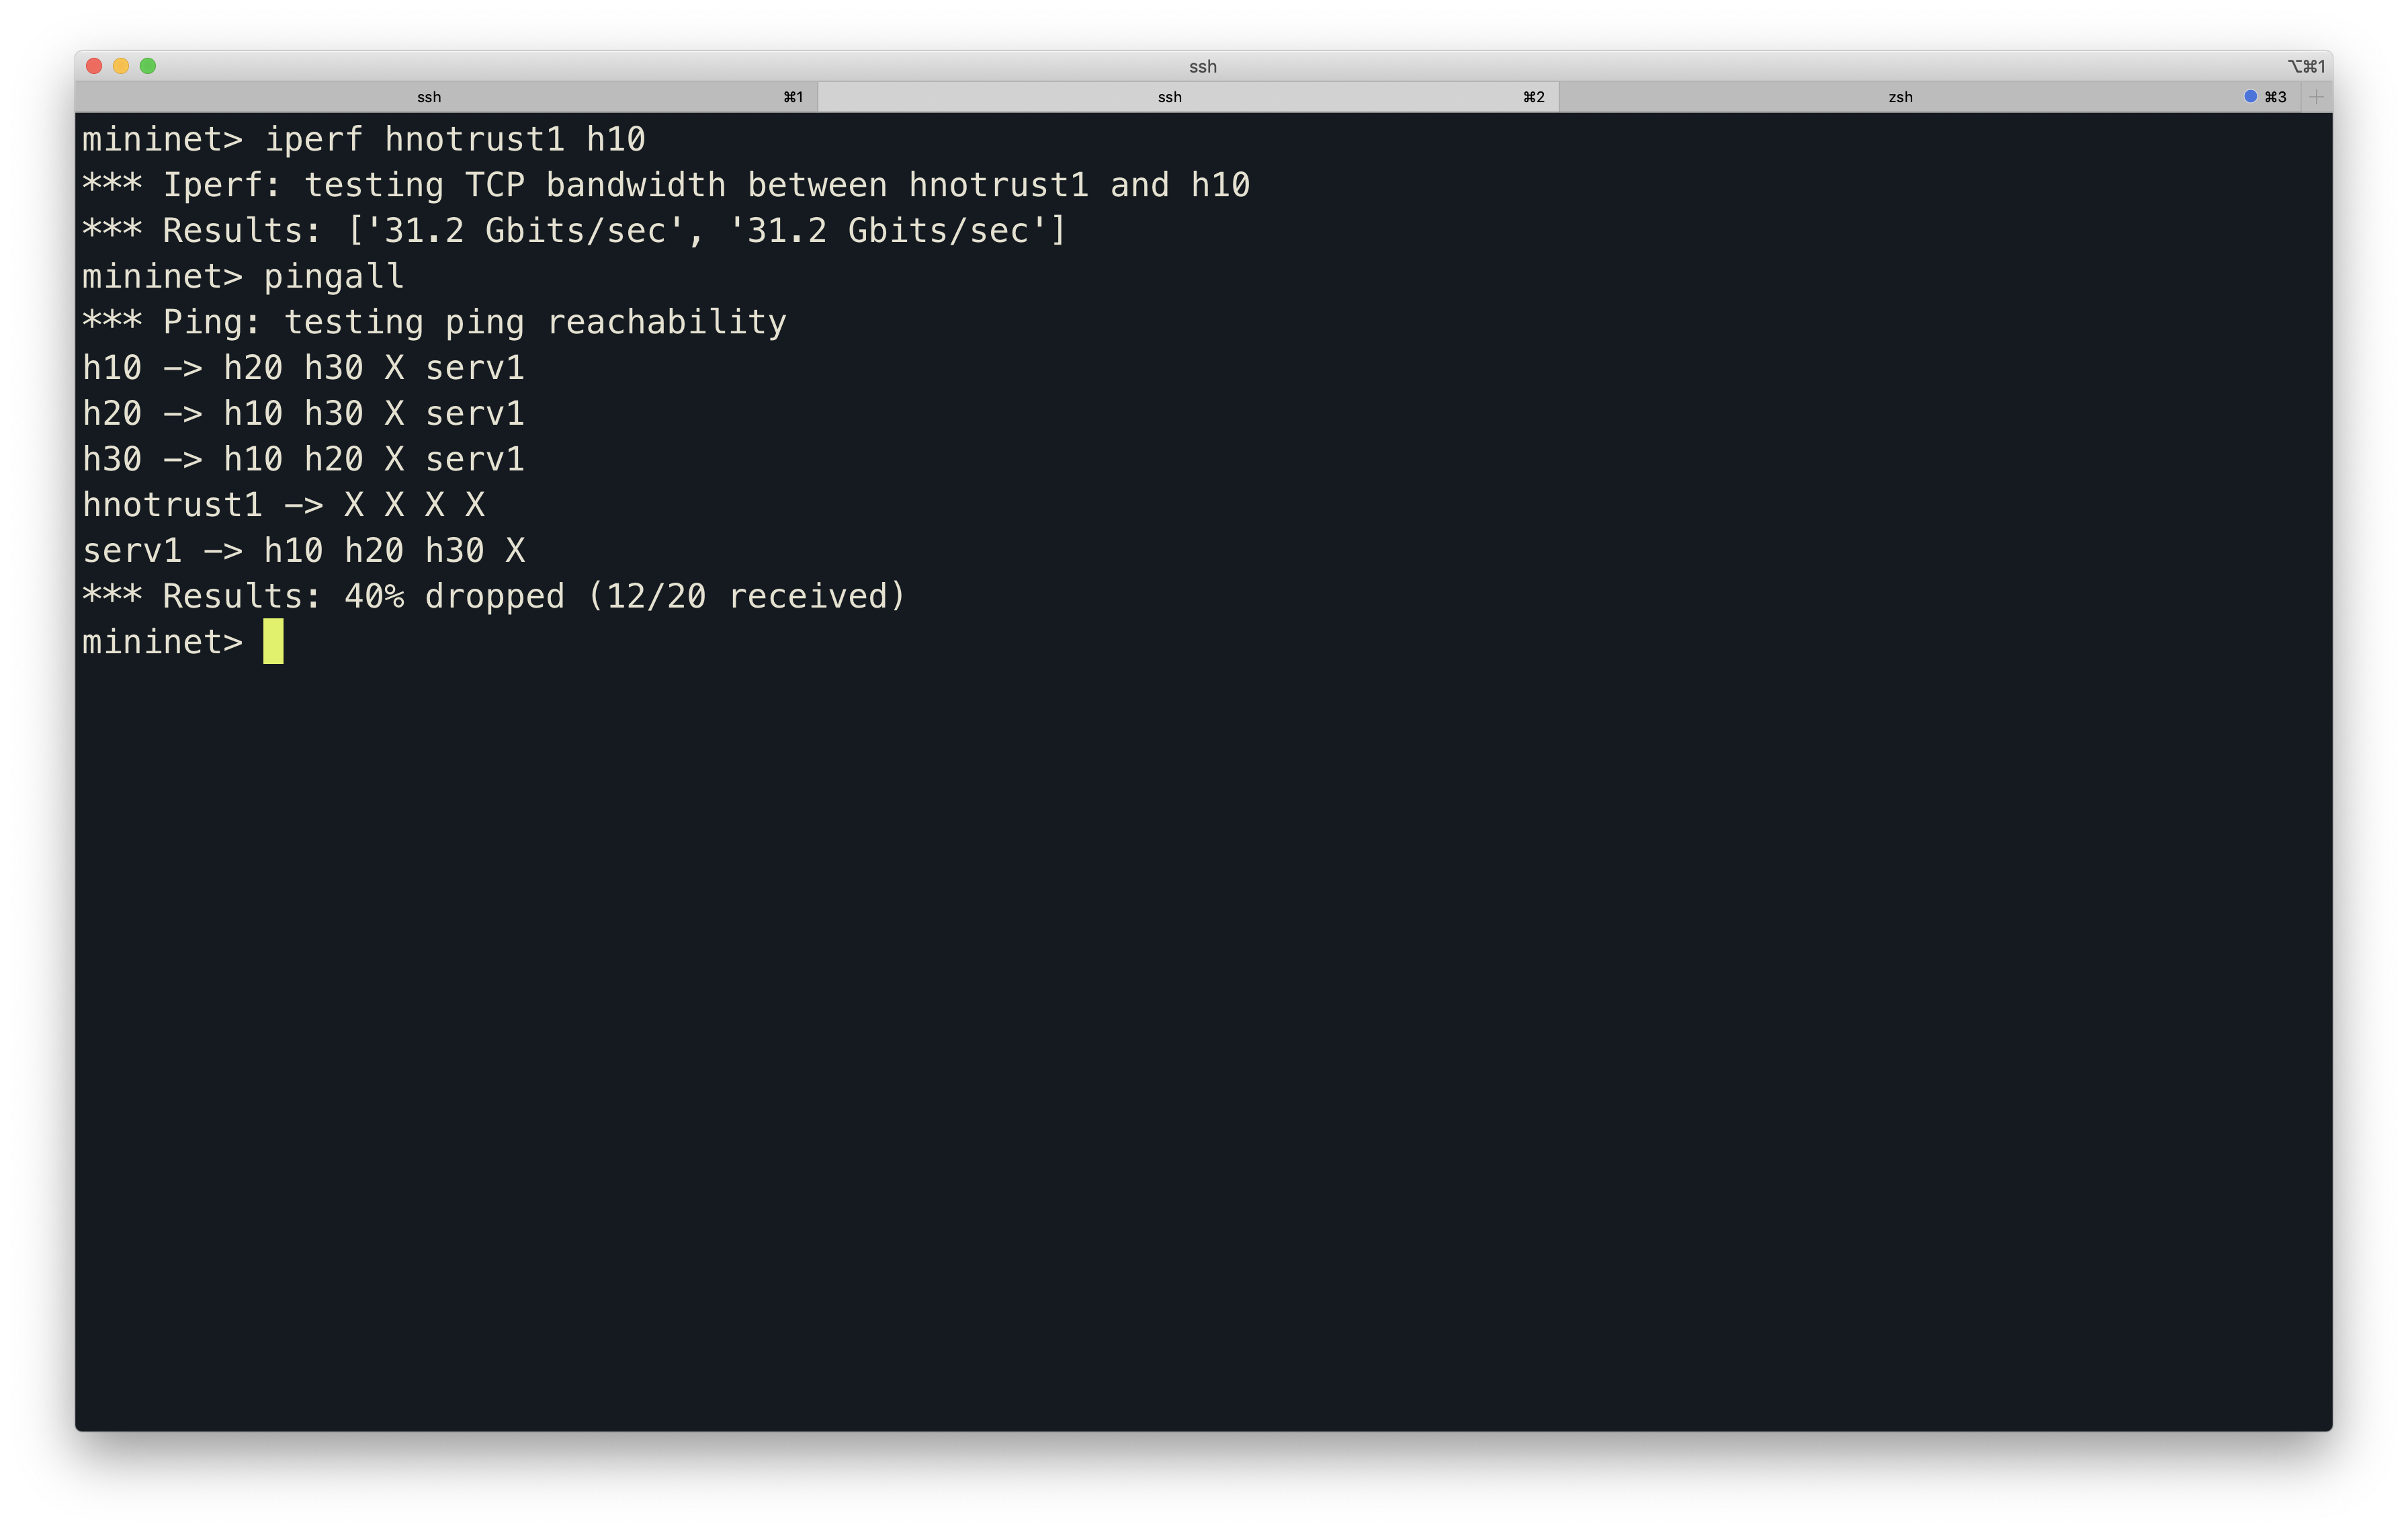 ssh ⌥⌘1
ssh ⌘1 ssh ⌘2 zsh ⌘3 +
mininet> iperf hnotrust1 h10
*** Iperf: testing TCP bandwidth between hnotrust1 and h10
*** Results: ['31.2 Gbits/sec', '31.2 Gbits/sec']
mininet> pingall
*** Ping: testing ping reachability
h10 -> h20 h30 X serv1
h20 -> h10 h30 X serv1
h30 -> h10 h20 X serv1
hnotrust1 -> X X X X
serv1 -> h10 h20 h30 X
*** Results: 40% dropped (12/20 received)
mininet>